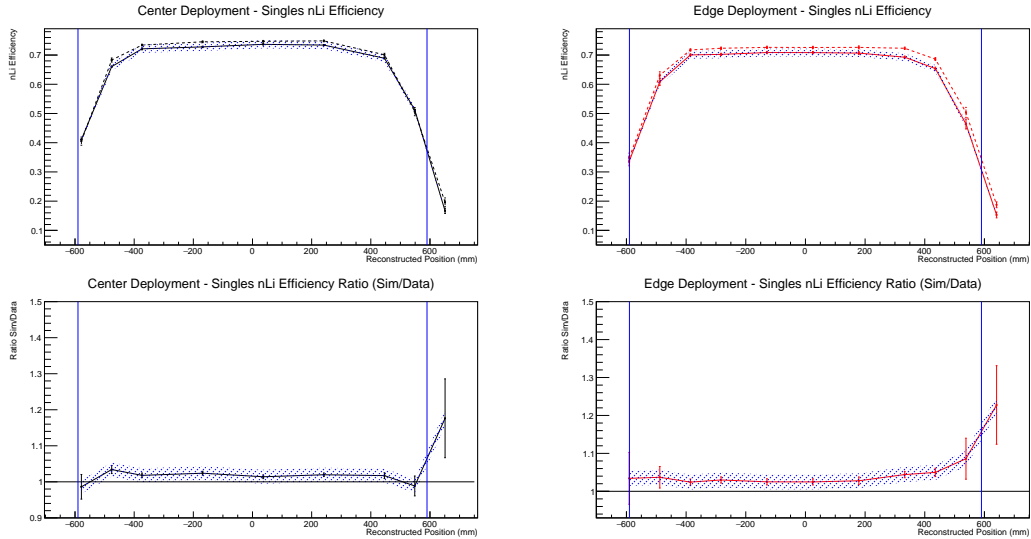 Center Deployment - Singles nLi Efficiency
nLi Efficiency
0.7
0.6
0.5
0.4
0.3
0.2
0.1
−600 −400 −200 0 200 400 600
Reconstructed Position (mm)
Edge Deployment - Singles nLi Efficiency
nLi Efficiency
0.7
0.6
0.5
0.4
0.3
0.2
0.1
−600 −400 −200 0 200 400 600
Reconstructed Position (mm)
Center Deployment - Singles nLi Efficiency Ratio (Sim/Data)
Ratio Sim/Data
1.5
1.4
1.3
1.2
1.1
1
0.9
−600 −400 −200 0 200 400 600
Reconstructed Position (mm)
Edge Deployment - Singles nLi Efficiency Ratio (Sim/Data)
Ratio Sim/Data
1.5
1.4
1.3
1.2
1.1
1
−600 −400 −200 0 200 400 600
Reconstructed Position (mm)